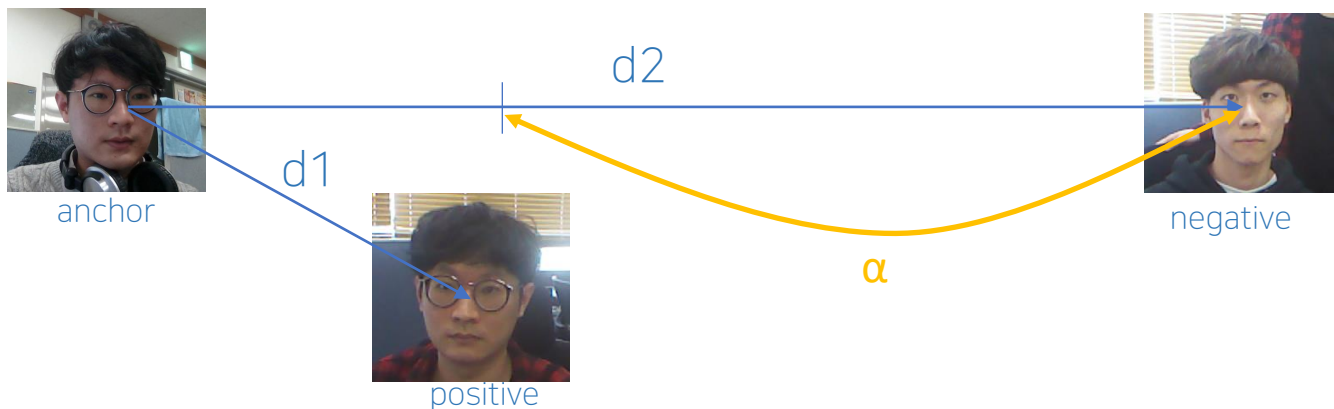 d2
d1
anchor
negative
α
positive